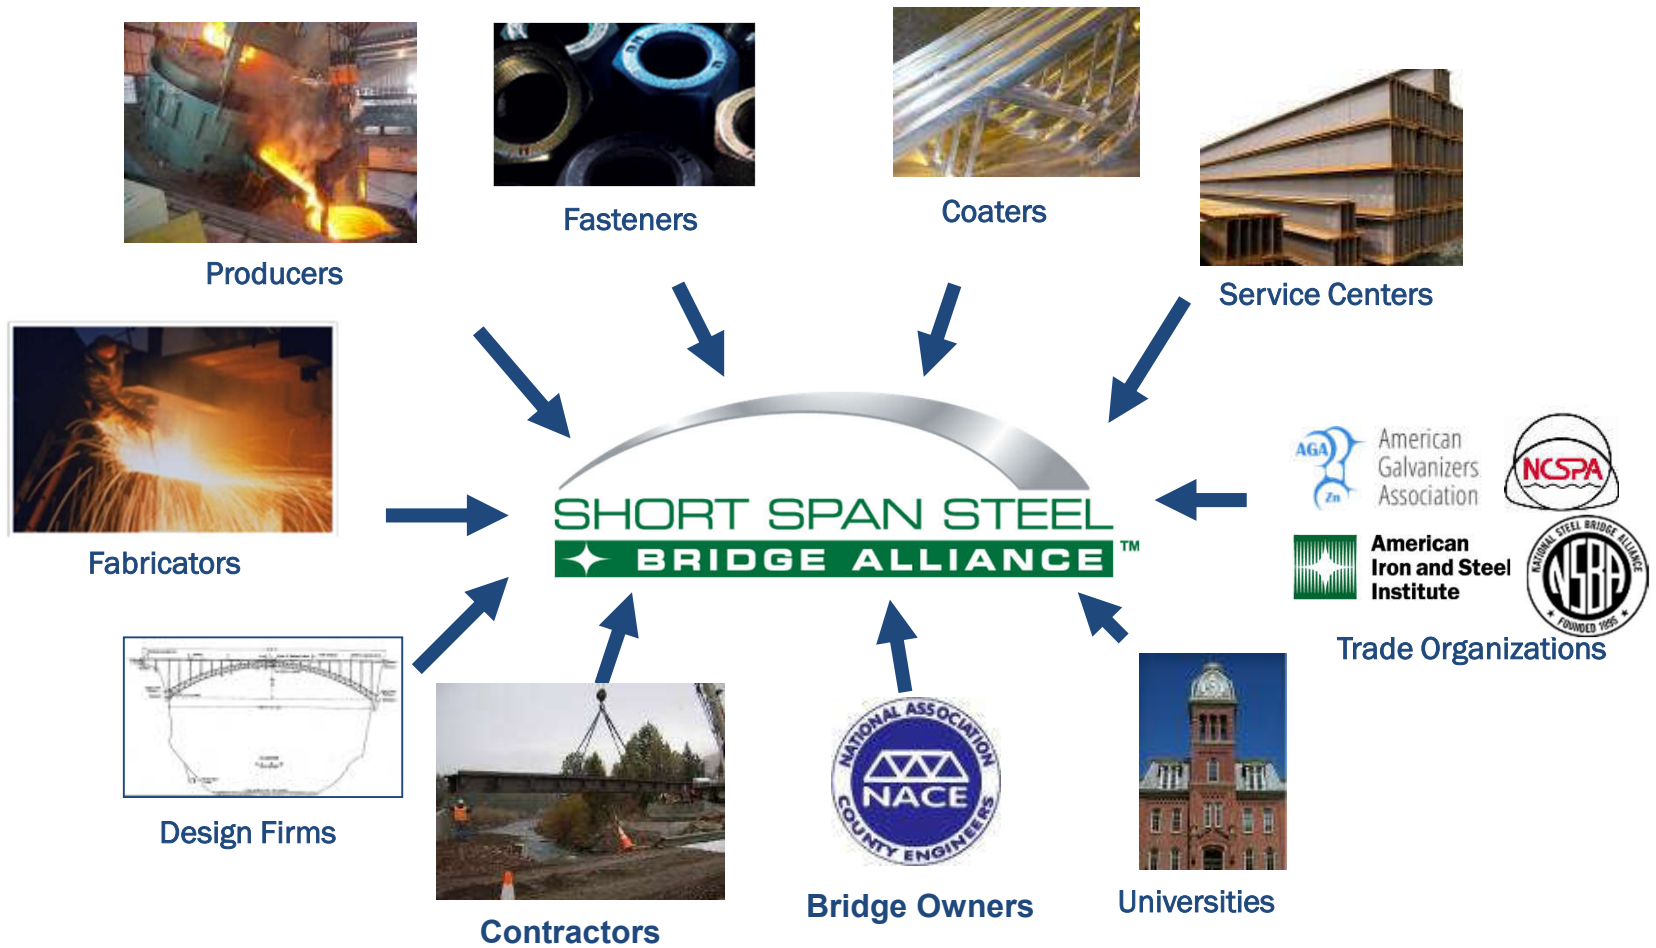 Fasteners
Coaters
Producers
Service Centers
AGA
Zn
American
Galvanizers
Association
NCSPA
SHORT SPAN STEEL
BRIDGE ALLIANCE ™
American
Iron and Steel
Institute
NATIONAL STEEL BRIDGE ALLIANCE
NSBA
FOUNDED 1995
Trade Organizations
Fabricators
Design Firms
NATIONAL ASSOCIATION
NACE
COUNTY ENGINEERS
Contractors
Bridge Owners
Universities